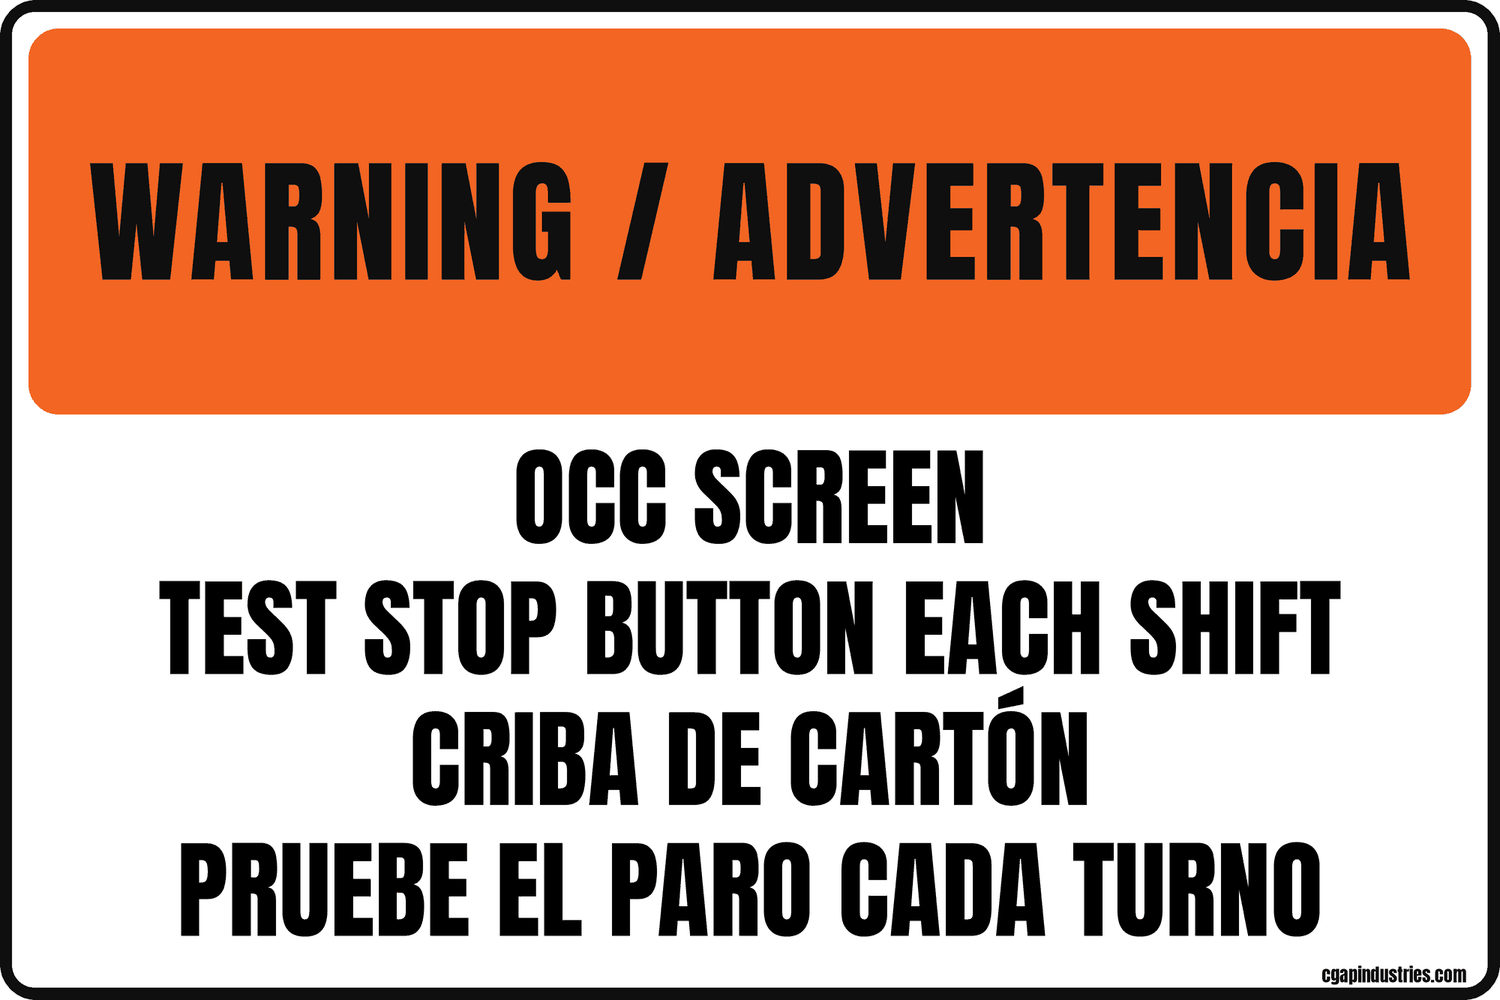 WARNING / ADVERTENCIA
OCC SCREEN
TEST STOP BUTTON EACH SHIFT
CRIBA DE CARTÓN
PRUEBE EL PARO CADA TURNO
cgapindustries.com